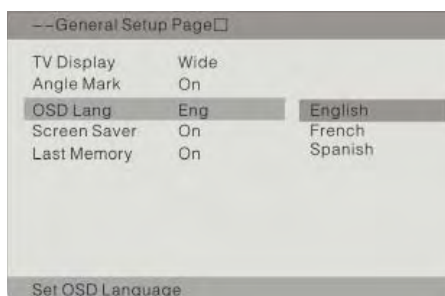 --General Setup Page□
TV Display Wide
Angle Mark On
OSD Lang Eng English
Screen Saver On French
Last Memory On Spanish
Set OSD Language